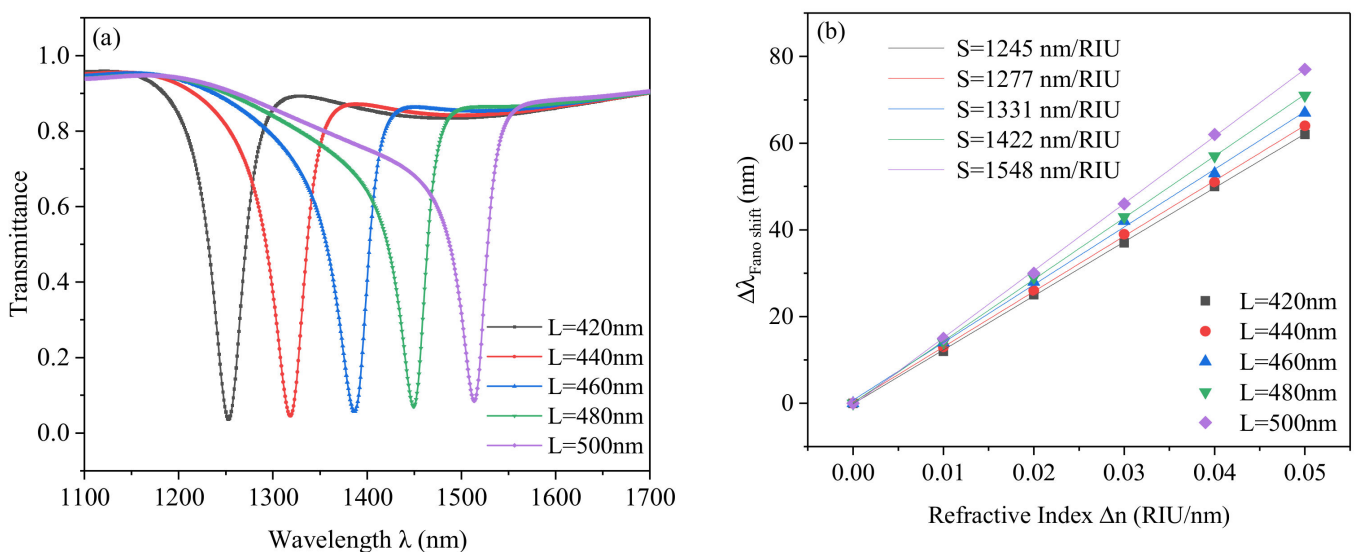 (a)
1.0
0.8
0.6
0.4
0.2
0.0
Transmittance
L=420nm
L=440nm
L=460nm
L=480nm
L=500nm
1100 1200 1300 1400 1500 1600 1700
Wavelength λ (nm)
(b)
S=1245 nm/RIU
S=1277 nm/RIU
S=1331 nm/RIU
S=1422 nm/RIU
S=1548 nm/RIU
80
60
40
20
0
Δλ Fano shift (nm)
L=420nm
L=440nm
L=460nm
L=480nm
L=500nm
0.00 0.01 0.02 0.03 0.04 0.05
Refractive Index Δn (RIU/nm)